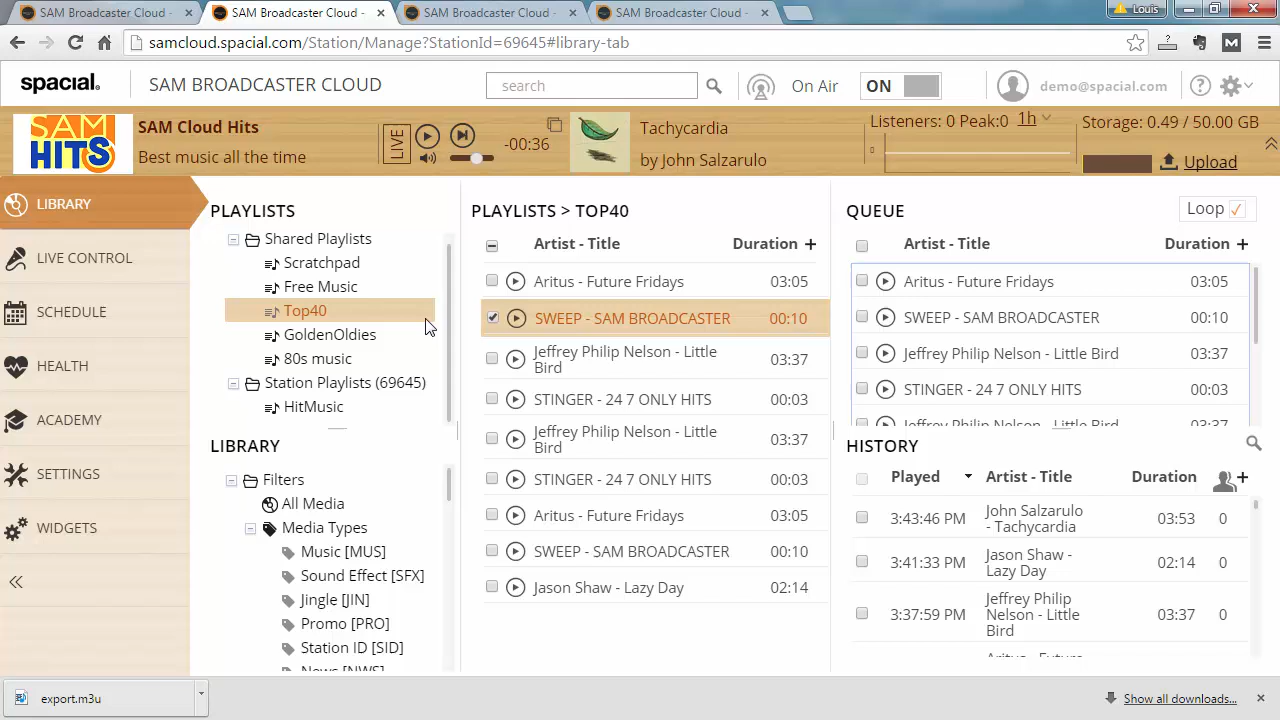 SAM Broadcaster Cloud - × SAM Broadcaster Cloud - × SAM Broadcaster Cloud - × SAM Broadcaster Cloud - × Louis
samcloud.spacial.com/Station/Manage?StationId=69645#library-tab
spacial. SAM BROADCASTER CLOUD search On Air ON demo@spacial.com
SAM HITS
SAM Cloud Hits
Best music all the time
LIVE
-00:36
Tachycardia
by John Salzarulo
Listeners: 0 Peak:0 1h
Storage: 0.49 / 50.00 GB
Upload
LIBRARY
LIVE CONTROL
SCHEDULE
HEALTH
ACADEMY
SETTINGS
WIDGETS
PLAYLISTS
Shared Playlists
Scratchpad
Free Music
Top40
GoldenOldies
80s music
Station Playlists (69645)
HitMusic
LIBRARY
Filters
All Media
Media Types
Music [MUS]
Sound Effect [SFX]
Jingle [JIN]
Promo [PRO]
Station ID [SID]
News [NWS]
PLAYLISTS > TOP40
Artist - Title Duration +
Aritus - Future Fridays 03:05
SWEEP - SAM BROADCASTER 00:10
Jeffrey Philip Nelson - Little
Bird 03:37
STINGER - 24 7 ONLY HITS 00:03
Jeffrey Philip Nelson - Little
Bird 03:37
STINGER - 24 7 ONLY HITS 00:03
Aritus - Future Fridays 03:05
SWEEP - SAM BROADCASTER 00:10
Jason Shaw - Lazy Day 02:14
QUEUE Loop ✓
Artist - Title Duration +
Aritus - Future Fridays 03:05
SWEEP - SAM BROADCASTER 00:10
Jeffrey Philip Nelson - Little Bird 03:37
STINGER - 24 7 ONLY HITS 00:03
Jeffrey Philip Nelson - Little Bird 03:37
HISTORY
Played Artist - Title Duration +
3:43:46 PM John Salzarulo
- Tachycardia 03:53 0
3:41:33 PM Jason Shaw -
Lazy Day 02:14 0
3:37:59 PM Jeffrey Philip
Nelson - Little
Bird 03:37 0
Aritus - Future
export.m3u Show all downloads... ×